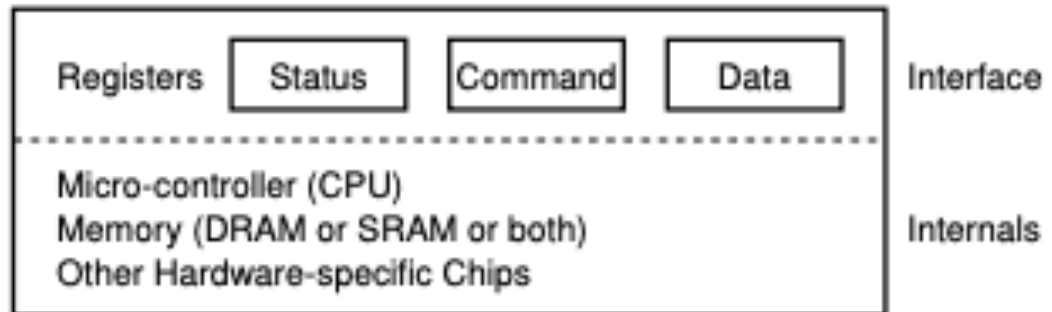 Registers Status Command Data Interface
Micro-controller (CPU)
Memory (DRAM or SRAM or both) Internals
Other Hardware-specific Chips